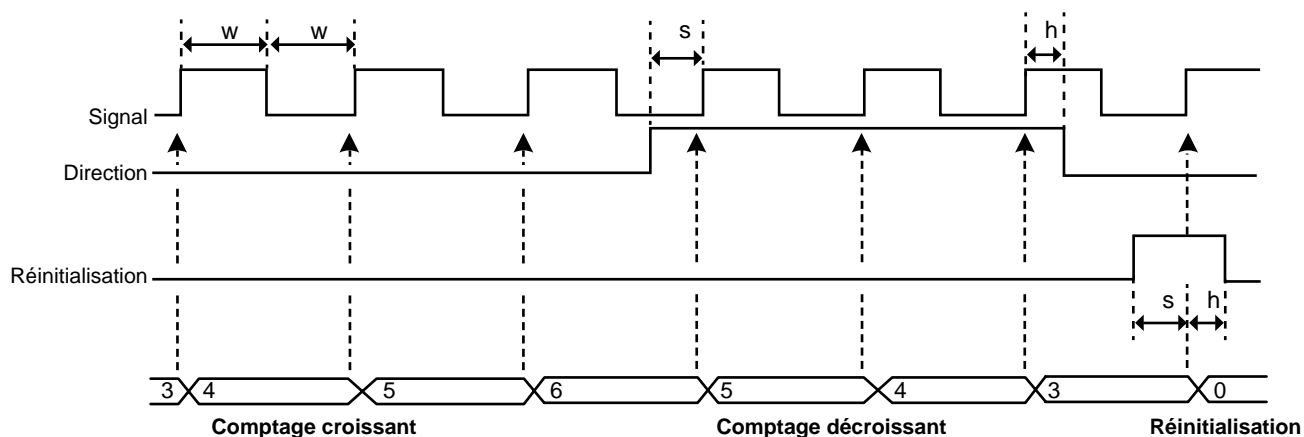 w w s h
Signal
Direction
Réinitialisation
s h
3 4 5 6 5 4 3 0
Comptage croissant Comptage décroissant Réinitialisation